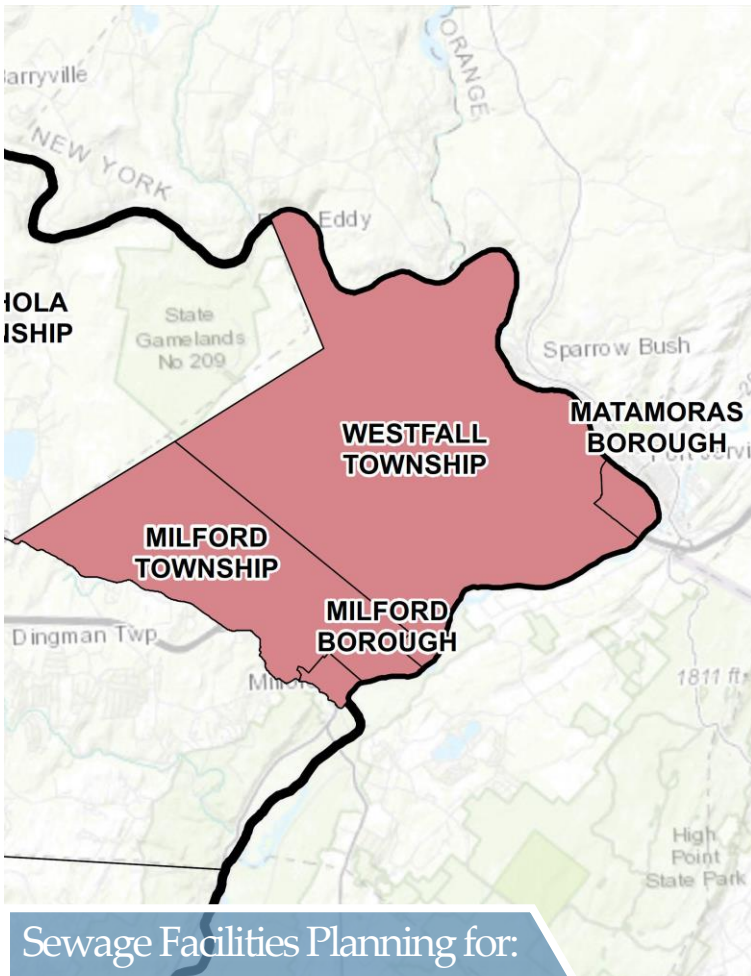 Barryville
ORANGE
NEW YORK
Eddy
HOLA
NSHIP
State
Gamelands
No 209
Sparrow Bush
MATAMORAS
BOROUGH
WESTFALL
TOWNSHIP
MILFORD
TOWNSHIP
MILFORD
BOROUGH
Dingman Twp
1811 ft
High
Point
State Park
Sewage Facilities Planning for: